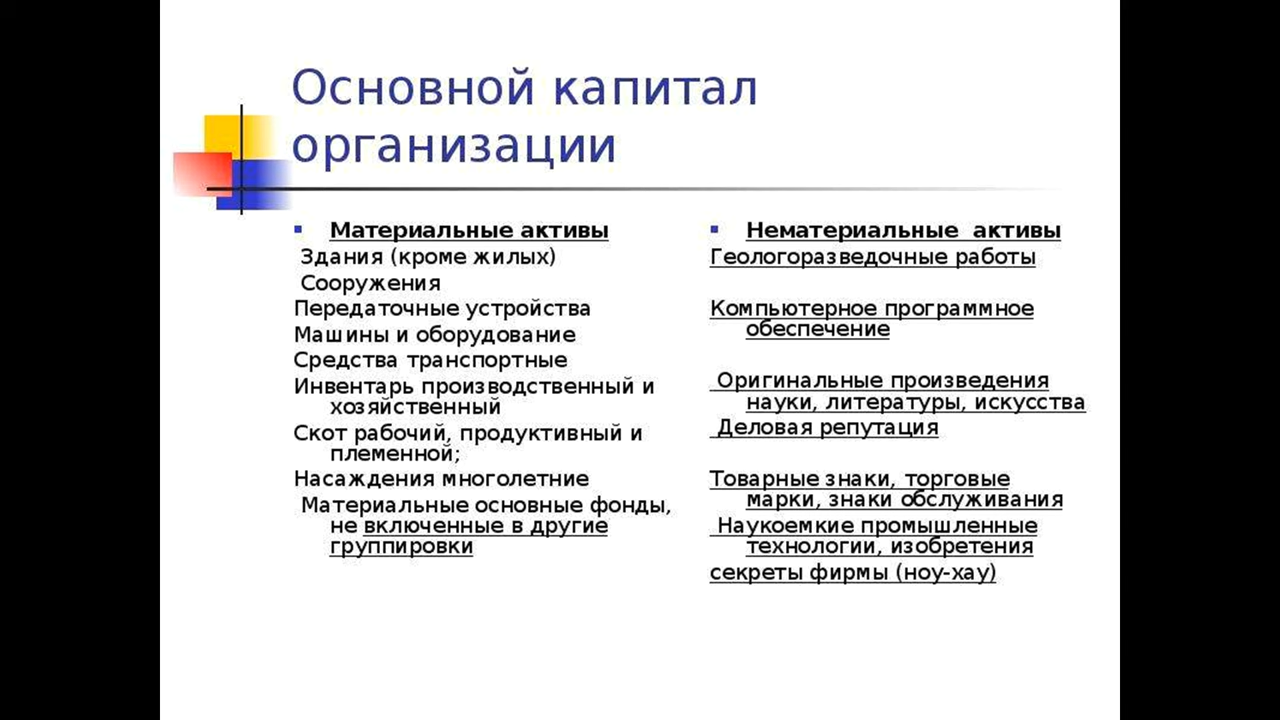 Основной капитал
организации
Материальные активы
Здания (кроме жилых)
Сооружения
Передаточные устройства
Машины и оборудование
Средства транспортные
Инвентарь производственный и
хозяйственный
Скот рабочий, продуктивный и
племенной;
Насаждения многолетние
Материальные основные фонды,
не включенные в другие
группировки
Нематериальные активы
Геологоразведочные работы
Компьютерное программное
обеспечение
Оригинальные произведения
науки, литературы, искусства
Деловая репутация
Товарные знаки, торговые
марки, знаки обслуживания
Наукоемкие промышленные
технологии, изобретения
секреты фирмы (ноу-хау)